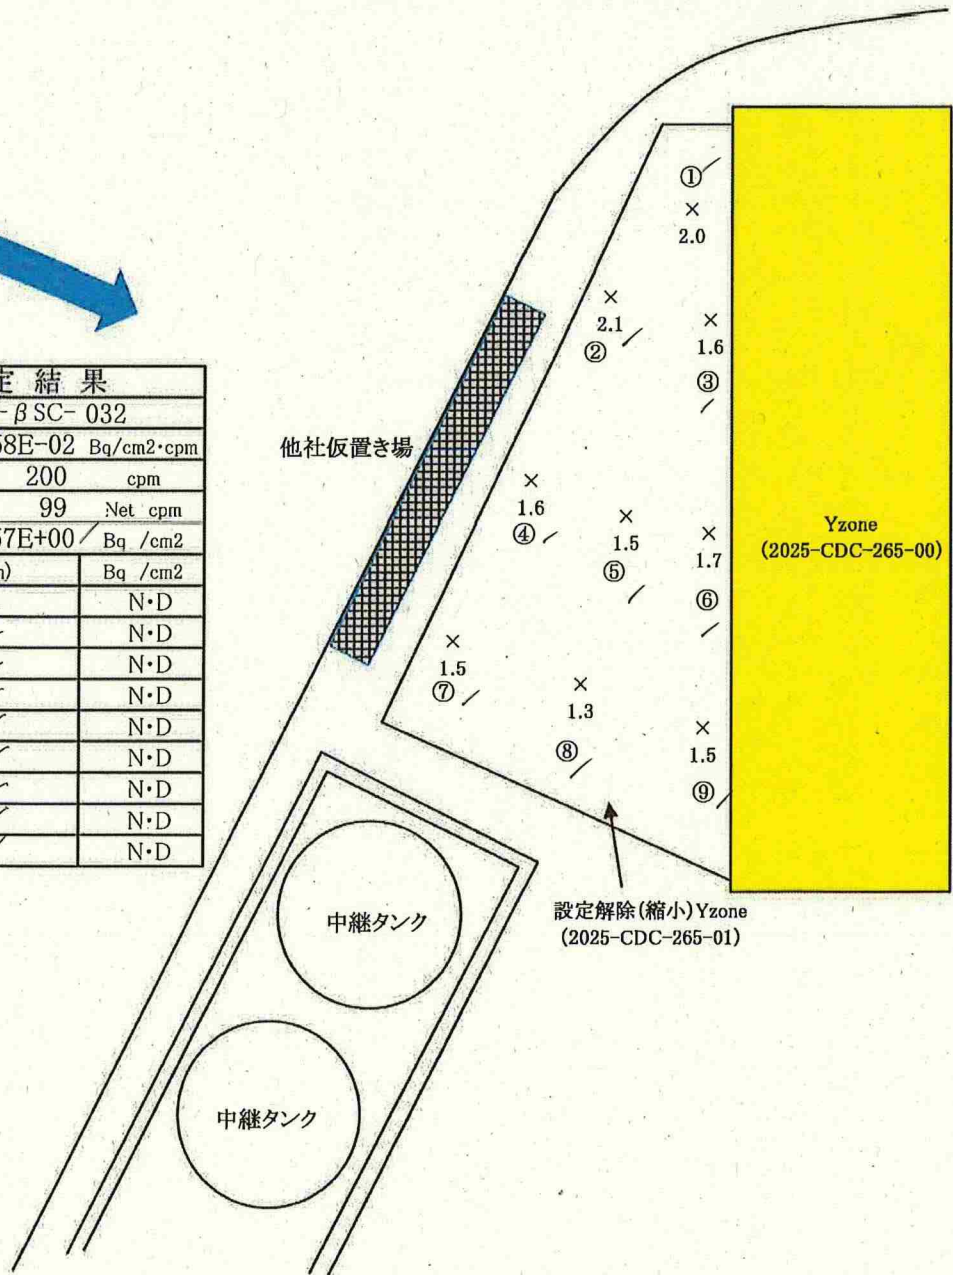 定 結 果
-βSC- 032
58E-02 Bq/cm2・cpm
200 cpm
99 Net cpm
57E+00 Bq /cm2
Bq /cm2
N・D
N・D
N・D
N・D
N・D
N・D
N・D
N・D
N・D
他社仮置き場
①
×
2.0
×
2.1
②
×
1.6
③
×
1.6
④
×
1.5
⑤
×
1.7
⑥
×
1.5
⑦
×
1.3
⑧
×
1.5
⑨
Yzone
(2025-CDC-265-00)
設定解除(縮小)Yzone
(2025-CDC-265-01)
中継タンク
中継タンク